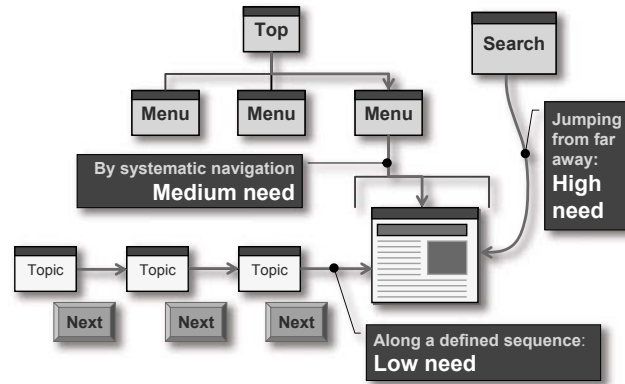 Top
Search
Menu
Menu
Menu
Jumping
from far
away:
High
need
By systematic navigation
Medium need
Topic
Topic
Topic
Next
Next
Next
Along a defined sequence:
Low need